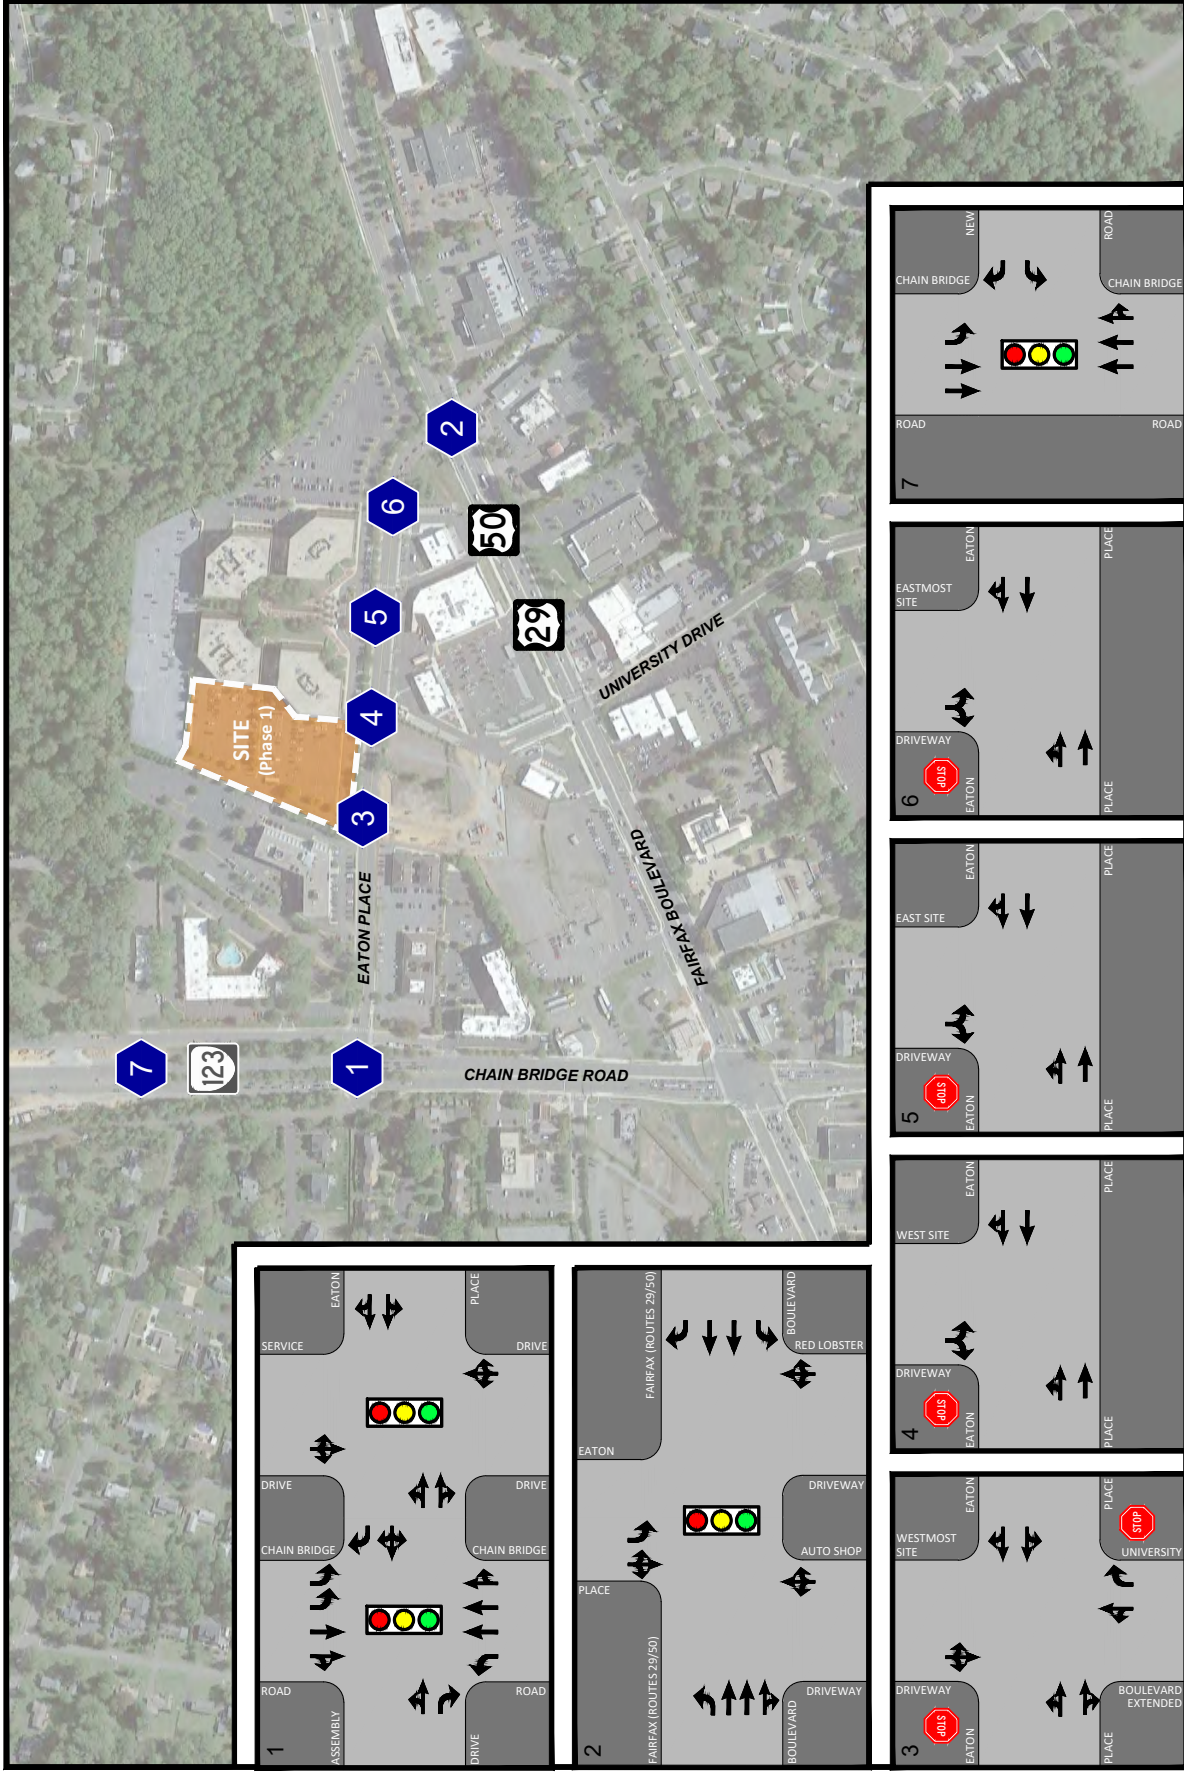 7
123
1
CHAIN BRIDGE ROAD
EATON PLACE
3
SITE
(Phase 1)
4
5
6
2
50
29
UNIVERSITY DRIVE
FAIRFAX BOULEVARD
1
ROAD
ASSEMBLY
CHAIN BRIDGE
DRIVE
SERVICE
EATON
DRIVE
ROAD
CHAIN BRIDGE
DRIVE
DRIVE
PLACE
2
PLACE
FAIRFAX (ROUTES 29/50)
EATON
FAIRFAX (ROUTES 29/50)
BOULEVARD
DRIVEWAY
AUTO SHOP
DRIVEWAY
RED LOBSTER
BOULEVARD
3
DRIVEWAY
STOP
EATON
WESTMOST
SITE
EATON
PLACE
BOULEVARD
EXTENDED
UNIVERSITY
STOP
PLACE
4
DRIVEWAY
STOP
EATON
WEST SITE
EATON
PLACE
PLACE
5
DRIVEWAY
STOP
EATON
EAST SITE
EATON
PLACE
PLACE
6
DRIVEWAY
STOP
EATON
EASTMOST
SITE
EATON
PLACE
PLACE
7
ROAD
ROAD
CHAIN BRIDGE
NEW
CHAIN BRIDGE
ROAD